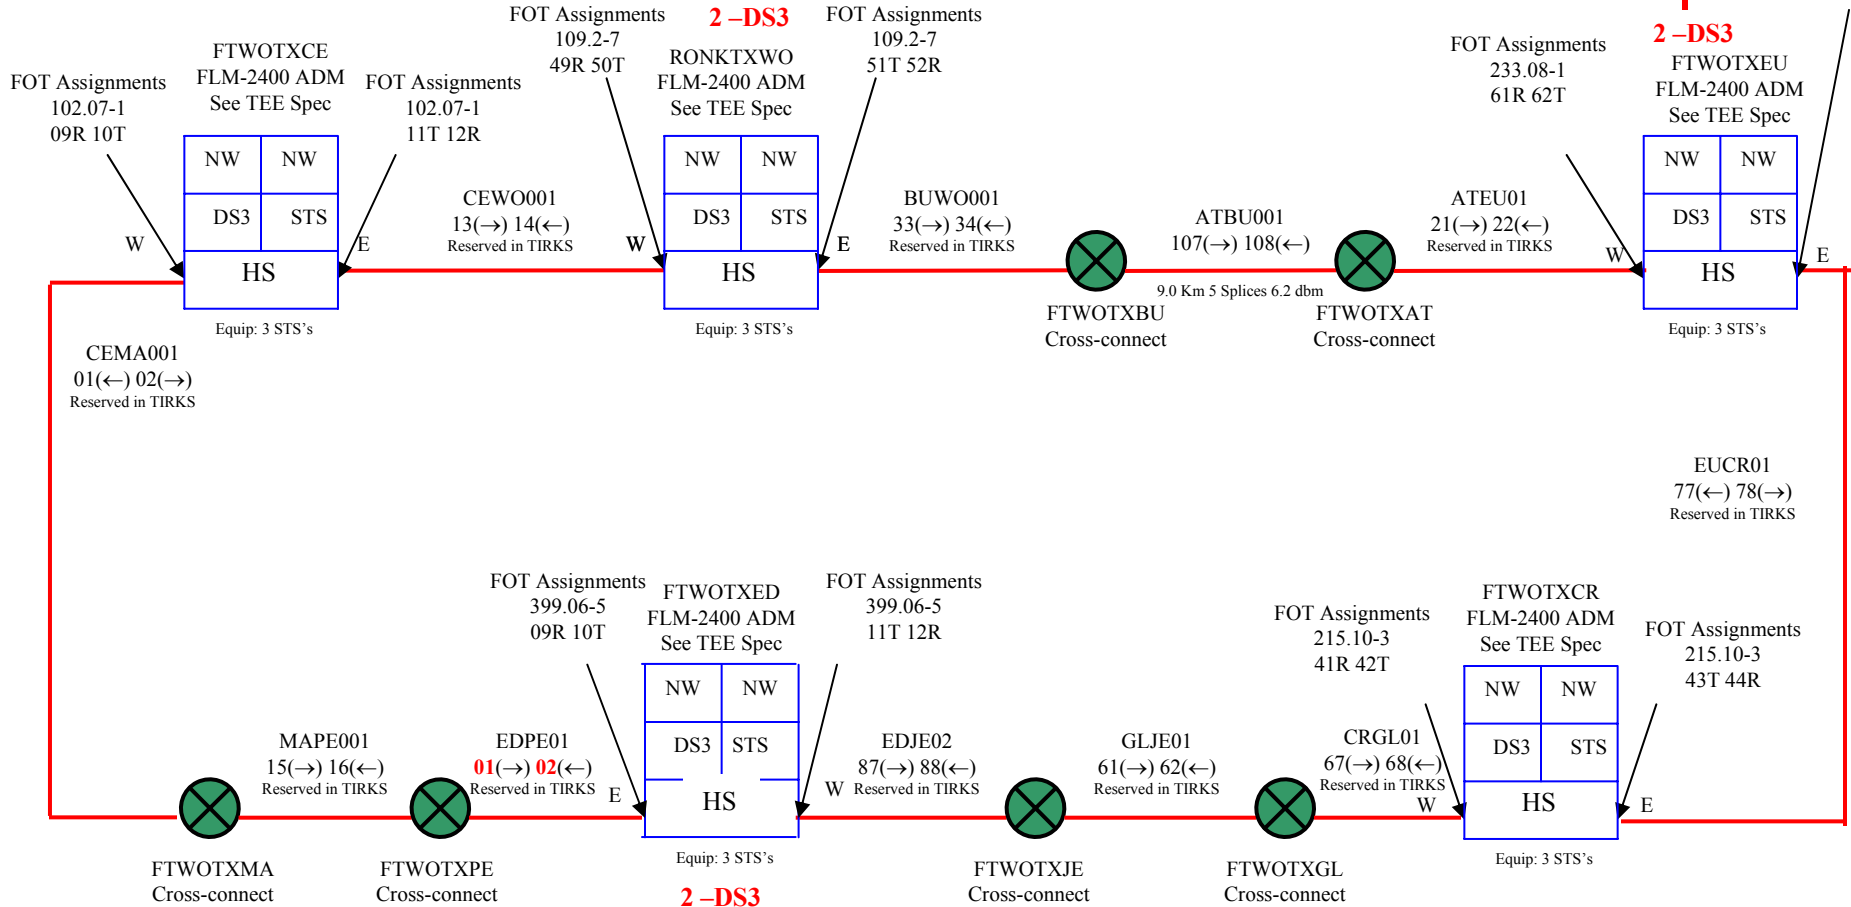 FOT Assignments
109.2-7
49R 50T
2 –DS3
FOT Assignments
109.2-7
51T 52R
2 –DS3
FTWOTXCE
FLM-2400 ADM
See TEE Spec
RONKTXWO
FLM-2400 ADM
See TEE Spec
FOT Assignments
233.08-1
61R 62T
FTWOTXEU
FLM-2400 ADM
See TEE Spec
FOT Assignments
102.07-1
09R 10T
FOT Assignments
102.07-1
11T 12R
NW NW
DS3 STS
HS
W
E
Equip: 3 STS’s
CEWO001
13(→) 14(←)
Reserved in TIRKS
NW NW
DS3 STS
HS
W
E
Equip: 3 STS’s
BUWO001
33(→) 34(←)
Reserved in TIRKS
ATBU001
107(→) 108(←)
9.0 Km 5 Splices 6.2 dbm
ATEU01
21(→) 22(←)
Reserved in TIRKS
NW NW
DS3 STS
HS
W
E
Equip: 3 STS’s
FTWOTXBU
Cross-connect
FTWOTXAT
Cross-connect
CEMA001
01(←) 02(→)
Reserved in TIRKS
EUCR01
77(←) 78(→)
Reserved in TIRKS
FOT Assignments
399.06-5
09R 10T
FTWOTXED
FLM-2400 ADM
See TEE Spec
FOT Assignments
399.06-5
11T 12R
FOT Assignments
215.10-3
41R 42T
FTWOTXCR
FLM-2400 ADM
See TEE Spec
FOT Assignments
215.10-3
43T 44R
MAPE001
15(→) 16(←)
Reserved in TIRKS
EDPE01
01(→) 02(←)
Reserved in TIRKS
E
NW NW
DS3 STS
HS
W
Equip: 3 STS’s
EDJE02
87(→) 88(←)
Reserved in TIRKS
GLJE01
61(→) 62(←)
Reserved in TIRKS
CRGL01
67(→) 68(←)
Reserved in TIRKS
W
NW NW
DS3 STS
HS
E
Equip: 3 STS’s
FTWOTXMA
Cross-connect
FTWOTXPE
Cross-connect
2 –DS3
FTWOTXJE
Cross-connect
FTWOTXGL
Cross-connect